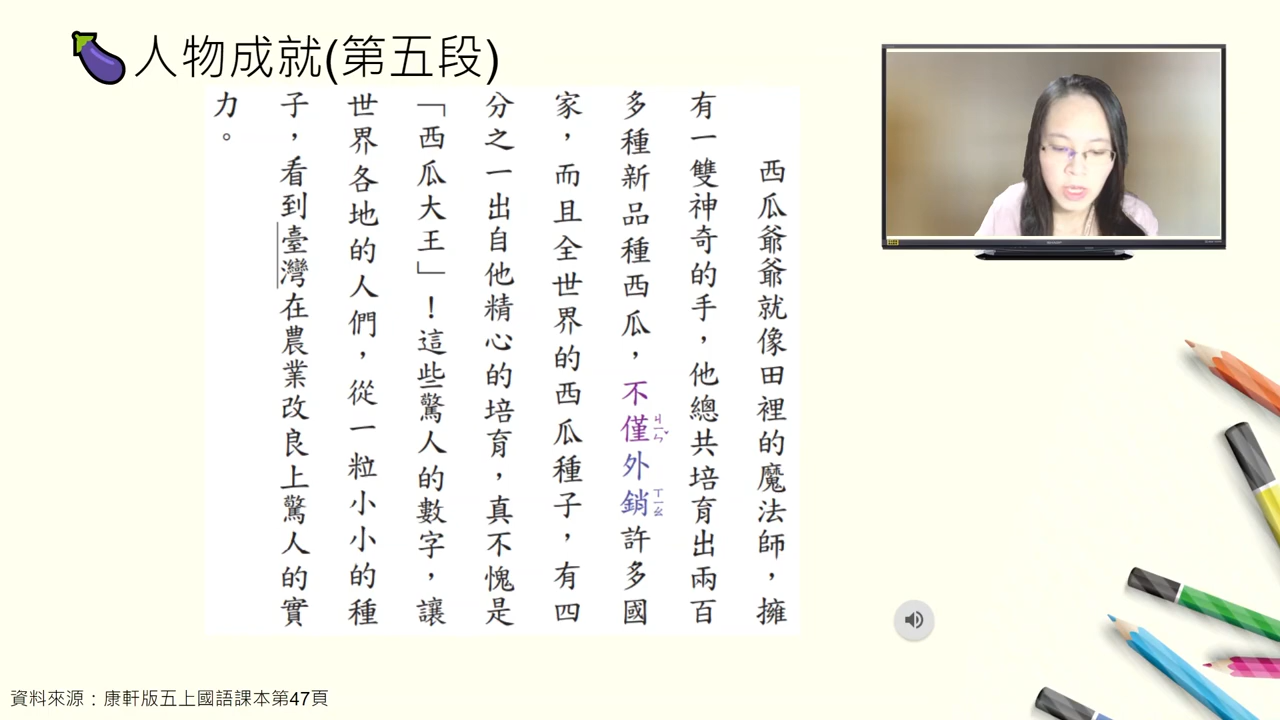 人物成就(第五段)
西瓜爺爺就像田裡的魔法師，擁
有一雙神奇的手，他總共培育出兩百
多種新品種西瓜，不僅外銷許多國
ㄐㄧㄣˇ
ㄒㄧㄠ
家，而且全世界的西瓜種子，有四
分之一出自他精心的培育，真不愧是
「西瓜大王」！這些驚人的數字，讓
世界各地的人們，從一粒小小的種
子，看到臺灣在農業改良上驚人的實
力。
資料來源：康軒版五上國語課本第47頁